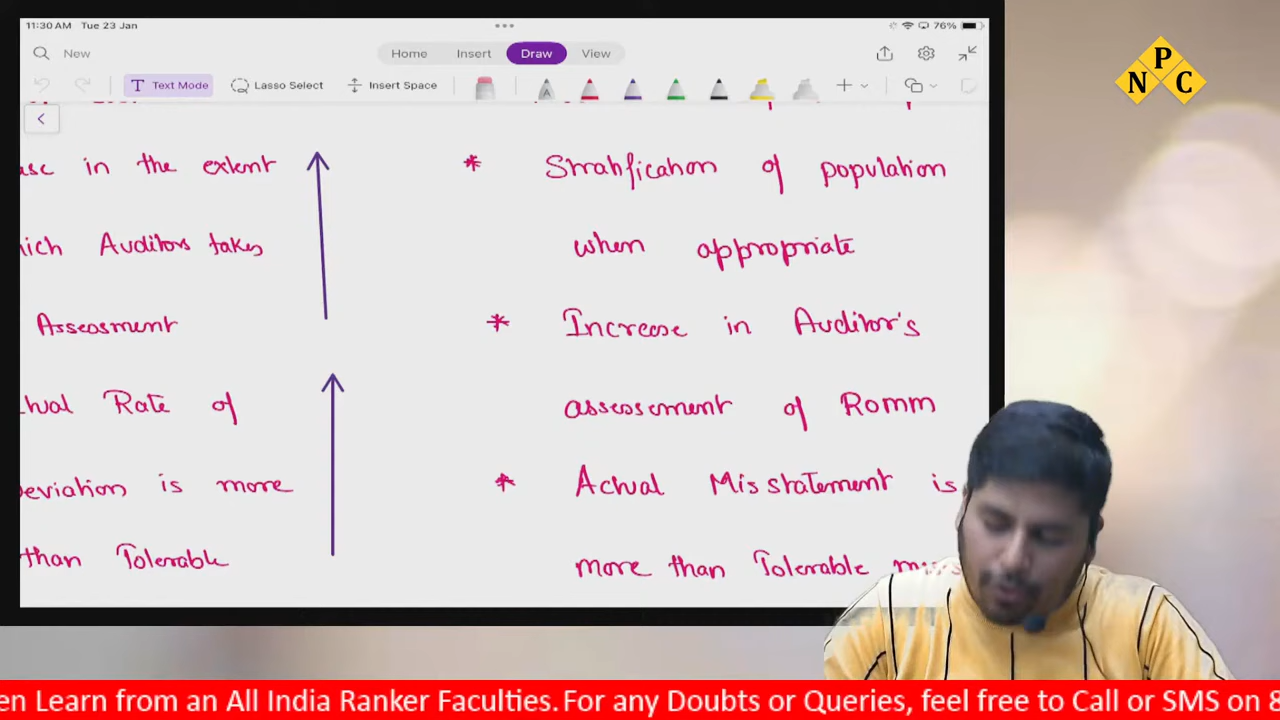 11:30 AM Tue 23 Jan
76%
New
Home Insert Draw View
Text Mode Lasso Select Insert Space
N P C
in the extent
Auditors takes
Assessment
Rate of
is more
than Tolerable
* Stratification of population
when appropriate
* Increase in Auditor's
assessment of Romm
* Actual Misstatement is
more than Tolerable
Learn from an All India Ranker Faculties. For any Doubts or Queries, feel free to Call or SMS on 8